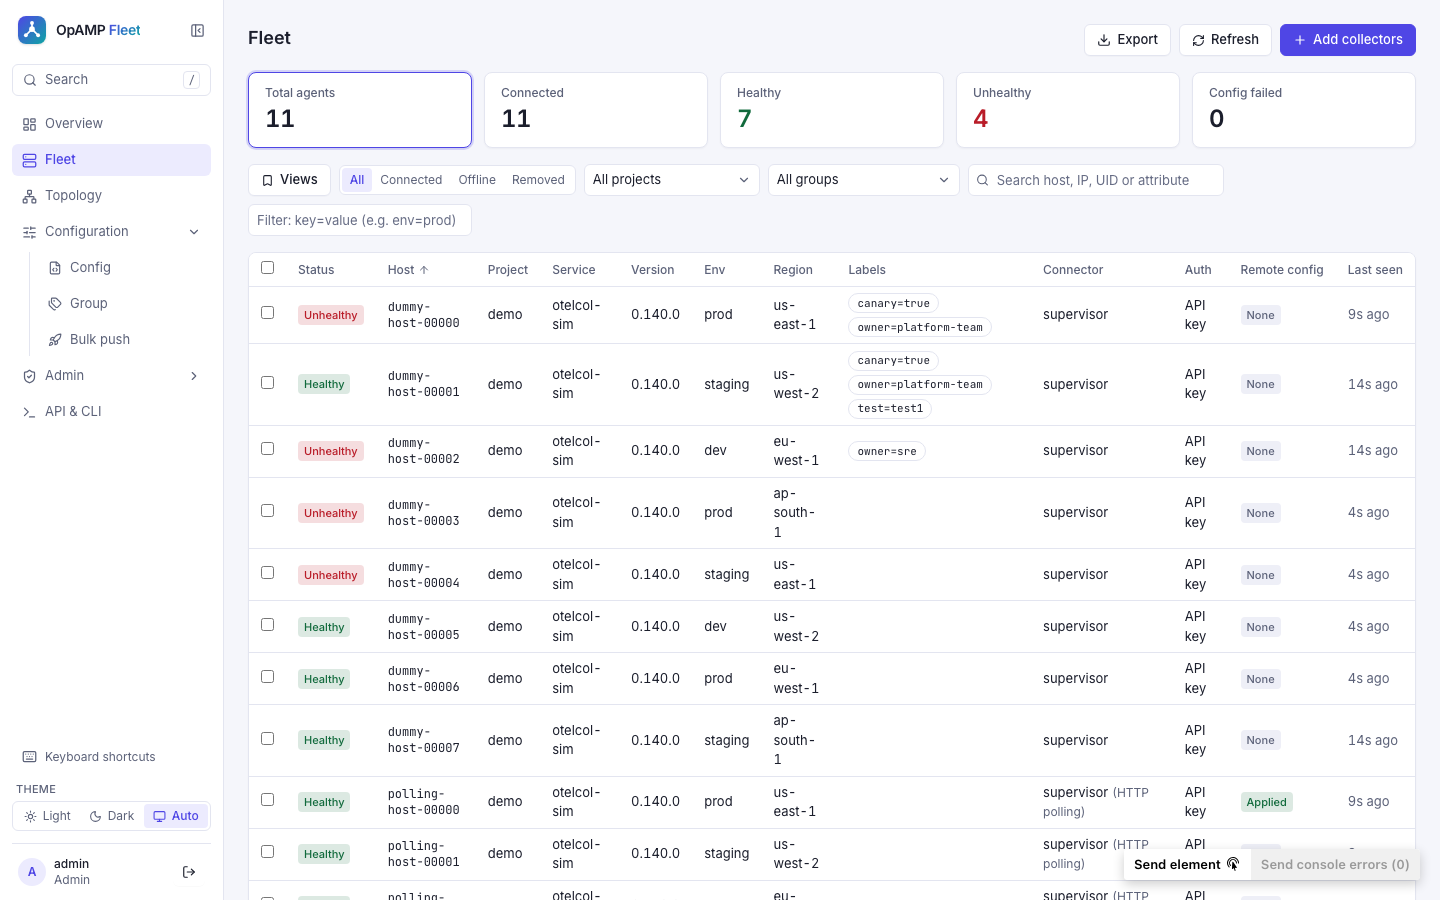 OpAMP Fleet
Search /
Overview
Fleet
Topology
Configuration
Config
Group
Bulk push
Admin
API & CLI
Keyboard shortcuts
THEME
Light Dark Auto
A admin
Admin
Fleet
Export Refresh + Add collectors
Total agents
11
Connected
11
Healthy
7
Unhealthy
4
Config failed
0
Views All Connected Offline Removed All projects All groups Search host, IP, UID or attribute
Filter: key=value (e.g. env=prod)
Status Host ↑ Project Service Version Env Region Labels Connector Auth Remote config Last seen
Unhealthy dummy-host-00000 demo otelcol-sim 0.140.0 prod us-east-1 canary=true owner=platform-team supervisor API key None 9s ago
Healthy dummy-host-00001 demo otelcol-sim 0.140.0 staging us-west-2 canary=true owner=platform-team test=test1 supervisor API key None 14s ago
Unhealthy dummy-host-00002 demo otelcol-sim 0.140.0 dev eu-west-1 owner=sre supervisor API key None 14s ago
Unhealthy dummy-host-00003 demo otelcol-sim 0.140.0 prod ap-south-1 supervisor API key None 4s ago
Unhealthy dummy-host-00004 demo otelcol-sim 0.140.0 staging us-east-1 supervisor API key None 4s ago
Healthy dummy-host-00005 demo otelcol-sim 0.140.0 dev us-west-2 supervisor API key None 4s ago
Healthy dummy-host-00006 demo otelcol-sim 0.140.0 prod eu-west-1 supervisor API key None 4s ago
Healthy dummy-host-00007 demo otelcol-sim 0.140.0 staging ap-south-1 supervisor API key None 14s ago
Healthy polling-host-00000 demo otelcol-sim 0.140.0 prod us-east-1 supervisor (HTTP polling) API key Applied 9s ago
Healthy polling-host-00001 demo otelcol-sim 0.140.0 staging us-west-2 supervisor (HTTP polling) API
polling- otelcol- eu- supervisor (HTTP API
Send element Send console errors (0)